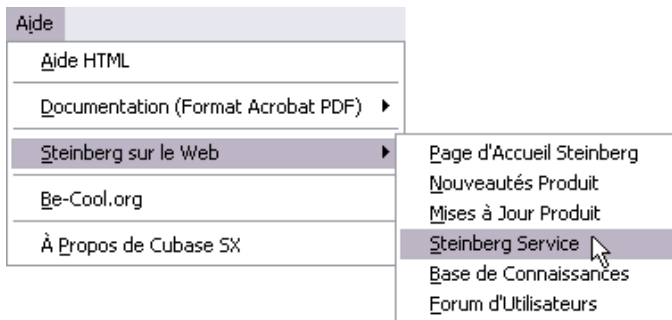 Aide
Aide HTML
Documentation (Format Acrobat PDF)
Steinberg sur le Web
Be-Cool.org
À Propos de Cubase SX
Page d'Accueil Steinberg
Nouveautés Produit
Mises à Jour Produit
Steinberg Service
Base de Connaissances
Forum d'Utilisateurs